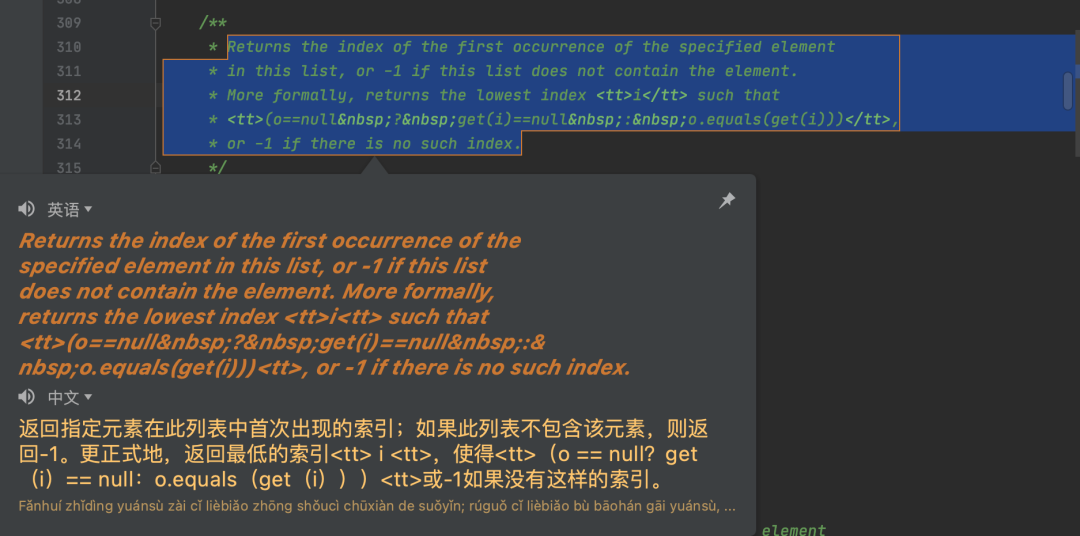 309 /**
310 * Returns the index of the first occurrence of the specified element
311 * in this list, or -1 if this list does not contain the element.
312 * More formally, returns the lowest index <tt>i</tt> such that
313 * <tt>(o==null&nbsp;?&nbsp;get(i)==null&nbsp;:&nbsp;o.equals(get(i)))</tt>,
314 * or -1 if there is no such index.
315 */
英语
Returns the index of the first occurrence of the
specified element in this list, or -1 if this list
does not contain the element. More formally,
returns the lowest index <tt>i<tt> such that
<tt>(o==null&nbsp;?&nbsp;get(i)==null&nbsp;:&
nbsp;o.equals(get(i)))<tt>, or -1 if there is no such index.
中文
返回指定元素在此列表中首次出现的索引；如果此列表不包含该元素，则返
回-1。更正式地，返回最低的索引<tt> i <tt>，使得<tt>（o == null？get
（i）== null：o.equals（get（i）））<tt>或-1如果没有这样的索引。
Fǎnhuí zhǐdìng yuánsù zài cǐ lièbiǎo zhōng shǒucì chūxiàn de suǒyǐn; rúguǒ cǐ lièbiǎo bù bāohán gāi yuánsù, ...
element